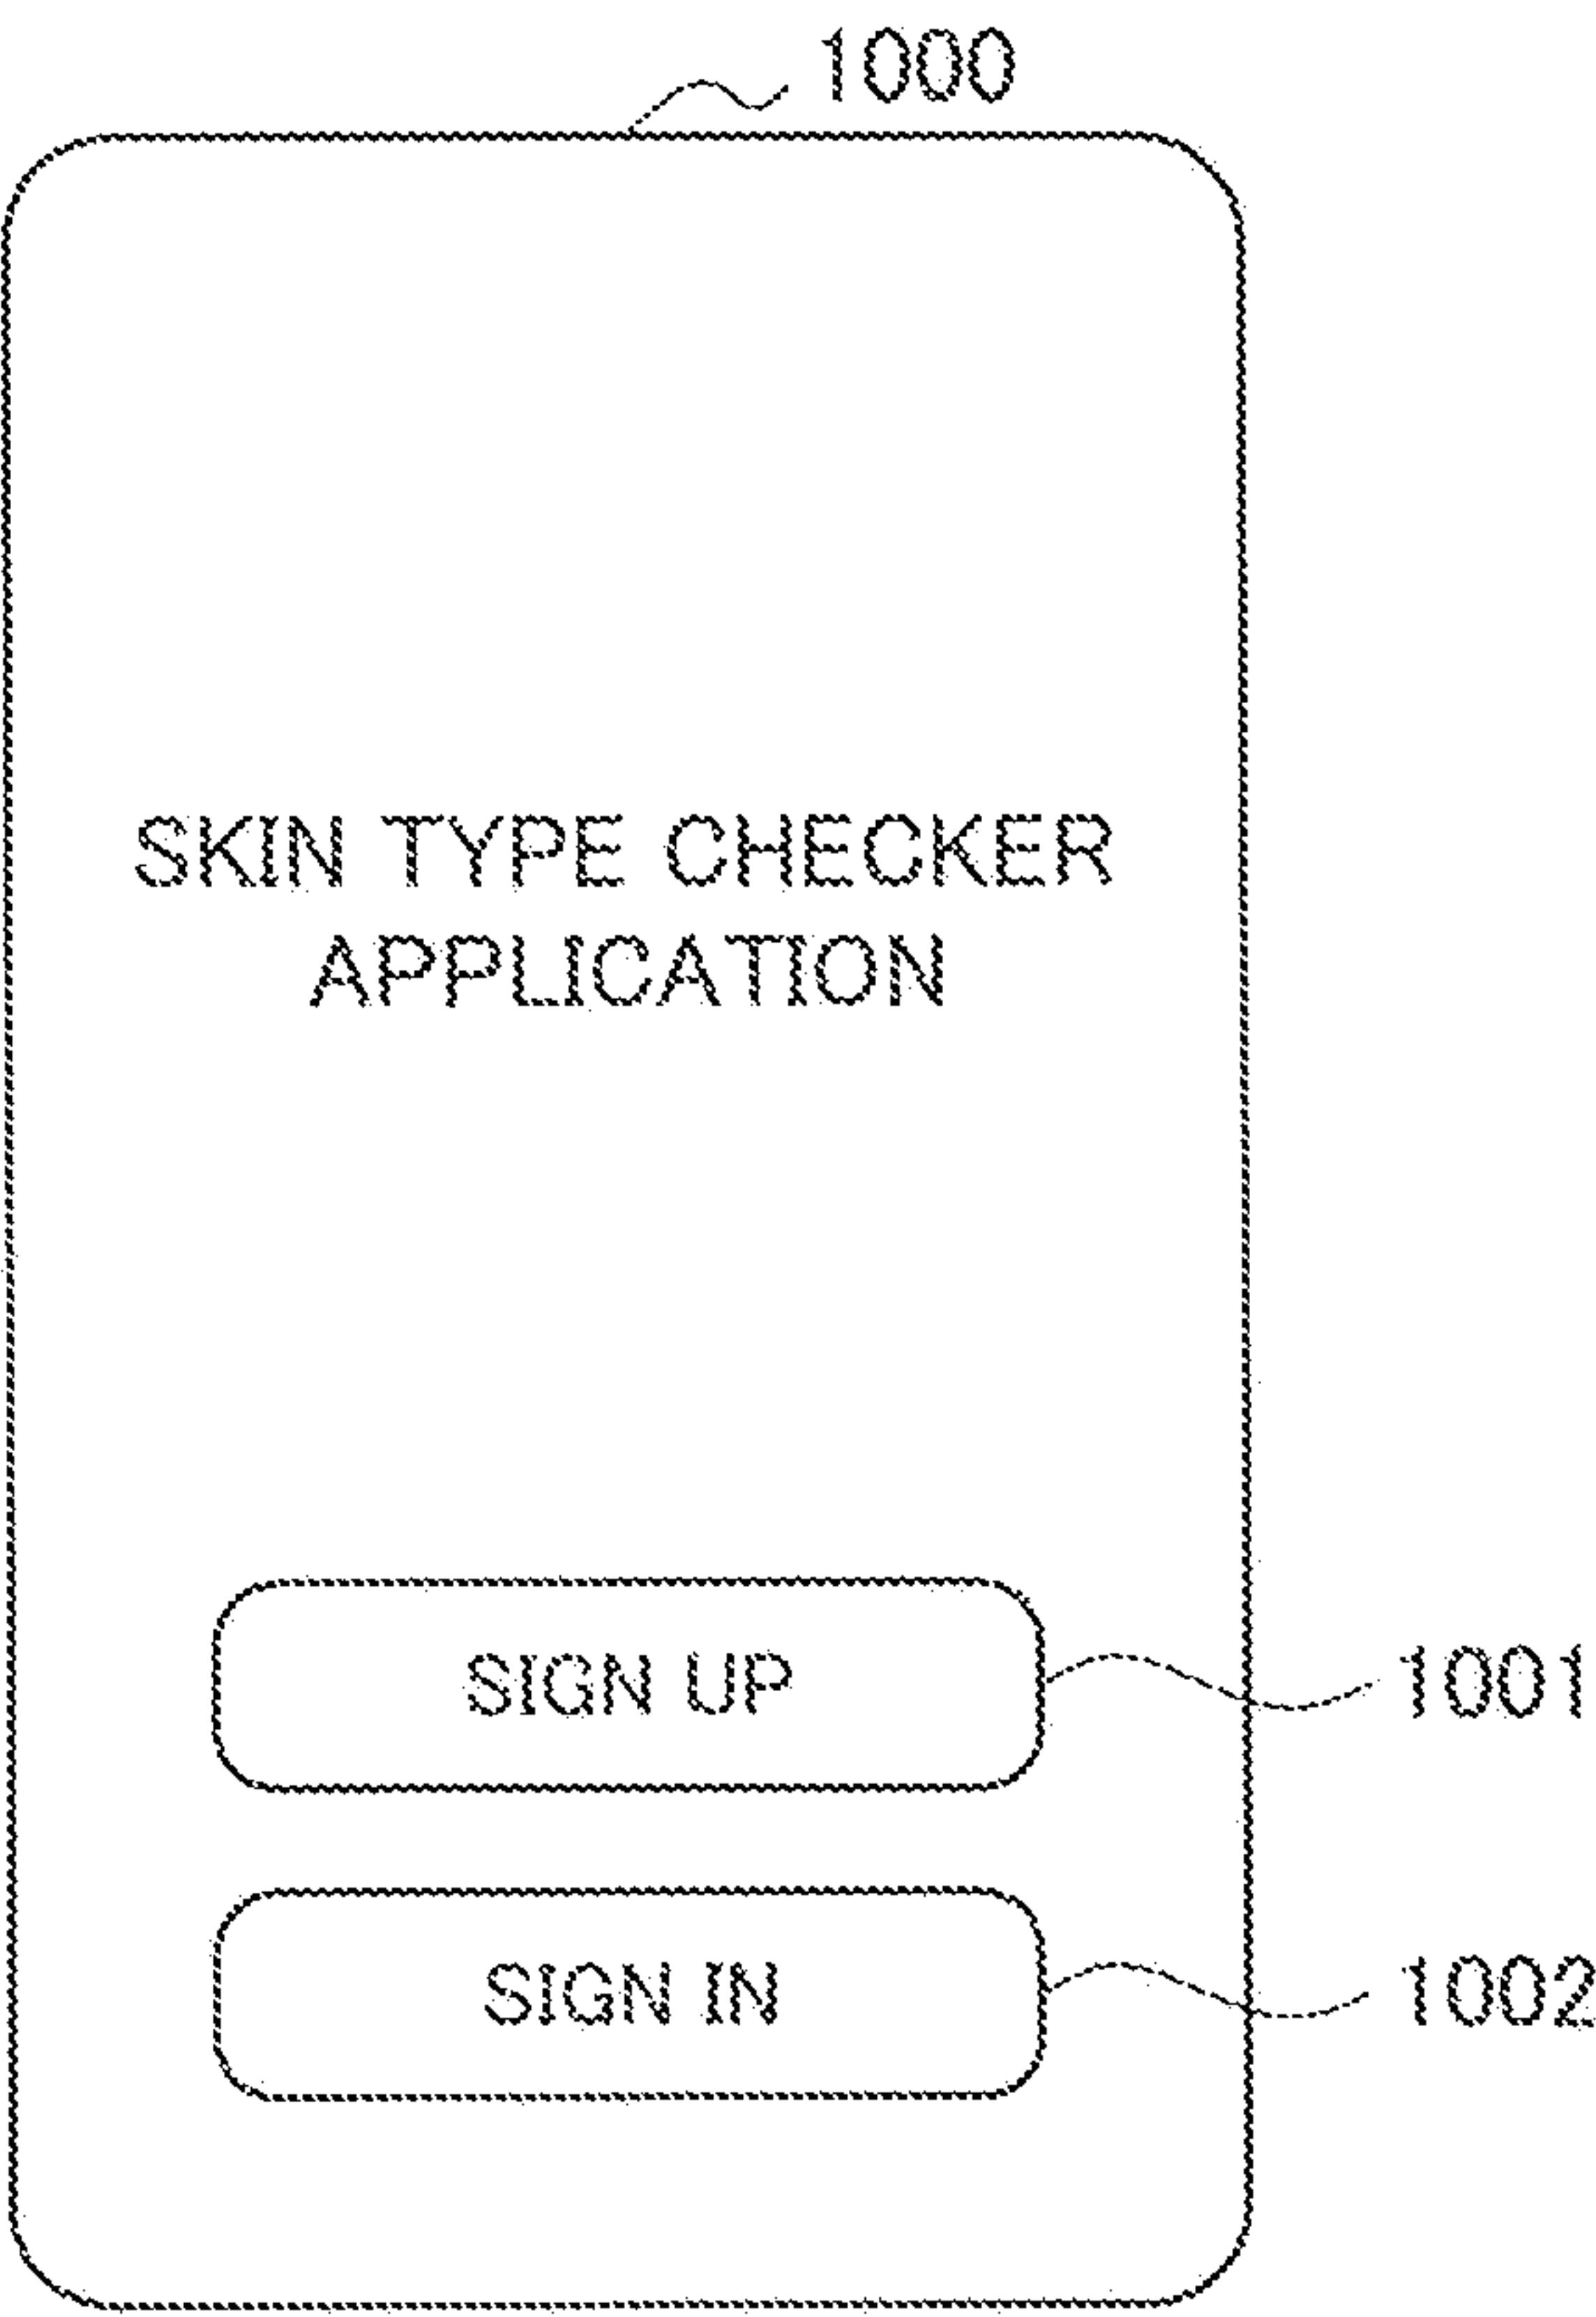 1000
SKIN TYPE CHECKER
APPLICATION
SIGN UP
1001
SIGN IN
1002